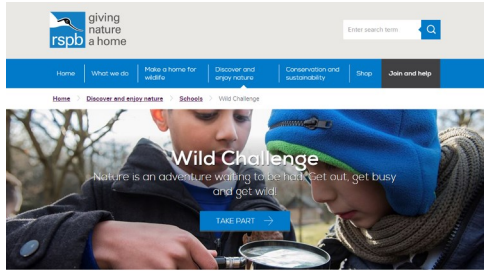 giving
nature
rspb a home
Enter search term
Home What we do Make a home for wildlife Discover and enjoy nature Conservation and sustainability Shop Join and help
Home Discover and enjoy nature Schools Wild Challenge
Wild Challenge
Nature is an adventure waiting to be had. Get out, get busy
and get wild!
TAKE PART